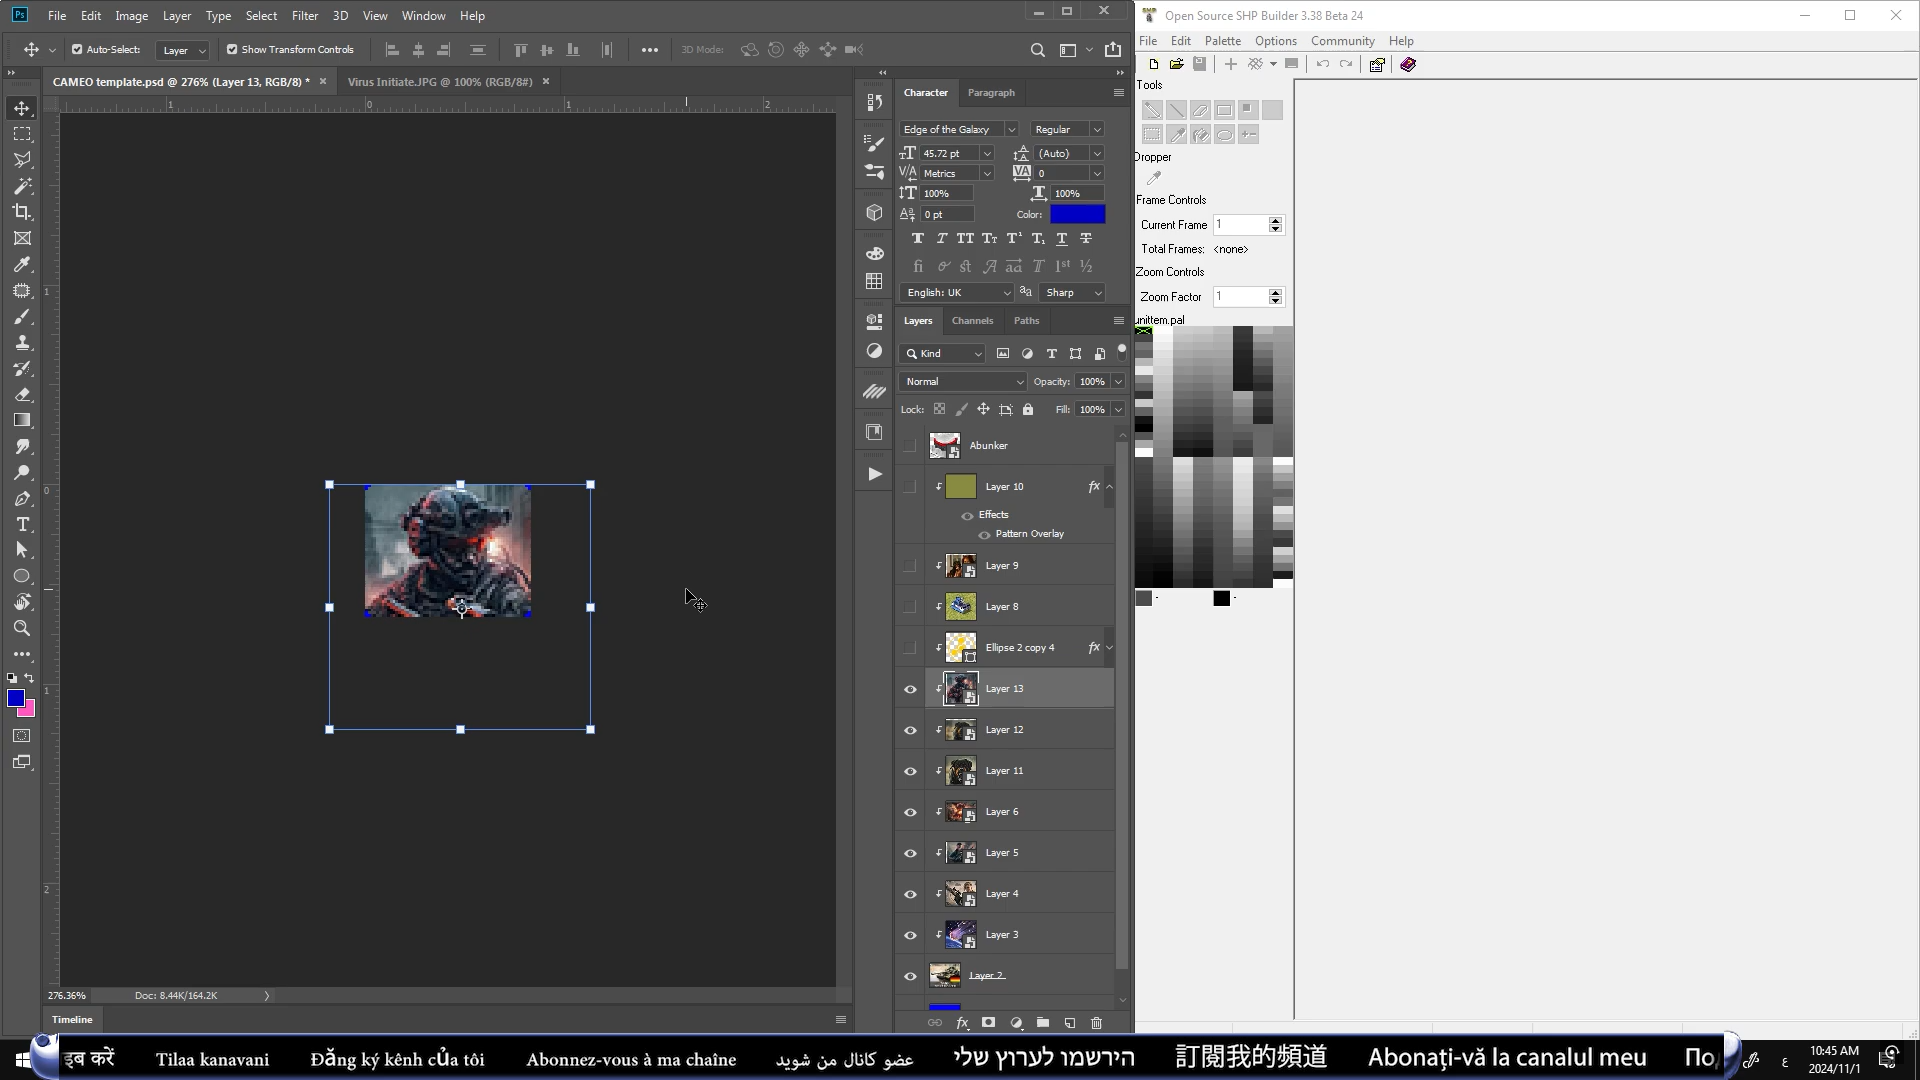 Ps File Edit Image Layer Type Select Filter 3D View Window Help
Auto-Select: Layer Show Transform Controls 3D Mode:
CAMEO template.psd @ 276% (Layer 13, RGB/8) * Virus Initiate.JPG @ 100% (RGB/8#)
Character Paragraph
Edge of the Galaxy Regular
45.72 pt (Auto)
Metrics 0
100% 100%
0 pt Color:
English: UK Sharp
Layers Channels Paths
Kind
Normal Opacity: 100%
Lock: Fill: 100%
Abunker
Layer 10 fx
Effects
Pattern Overlay
Layer 9
Layer 8
Ellipse 2 copy 4 fx
Layer 13
Layer 12
Layer 11
Layer 6
Layer 5
Layer 4
Layer 3
Layer 2
276.36% Doc: 8.44K/164.2K
Timeline
Open Source SHP Builder 3.38 Beta 24
File Edit Palette Options Community Help
Tools
Dropper
Frame Controls
Current Frame 1
Total Frames: <none>
Zoom Controls
Zoom Factor 1
unittem.pal
इब करें Tilaa kanavani Đăng ký kênh của tôi Abonnez-vous à ma chaîne عضو کانال من شوید הירשמו לערוץ שלי 訂閱我的頻道 Abonați-vă la canalul meu
ع 10:45 AM
2024/11/1